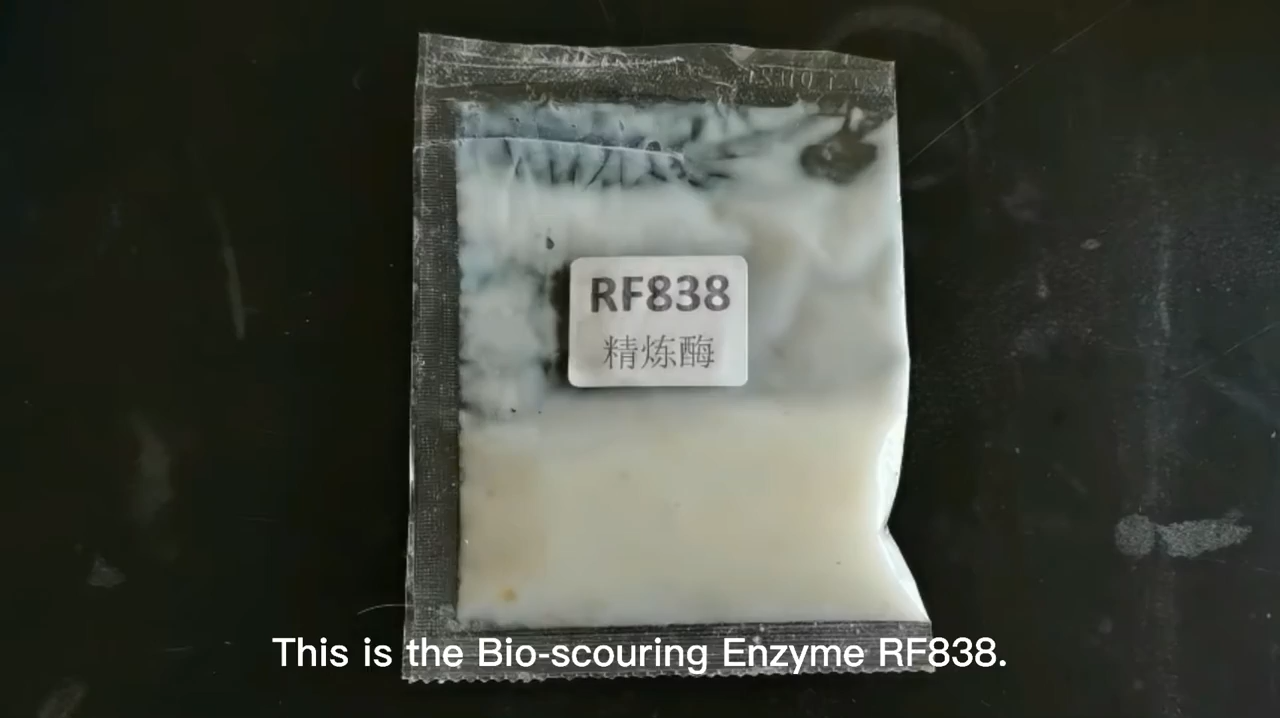 RF838
精炼酶
This is the Bio-scouring Enzyme RF838.